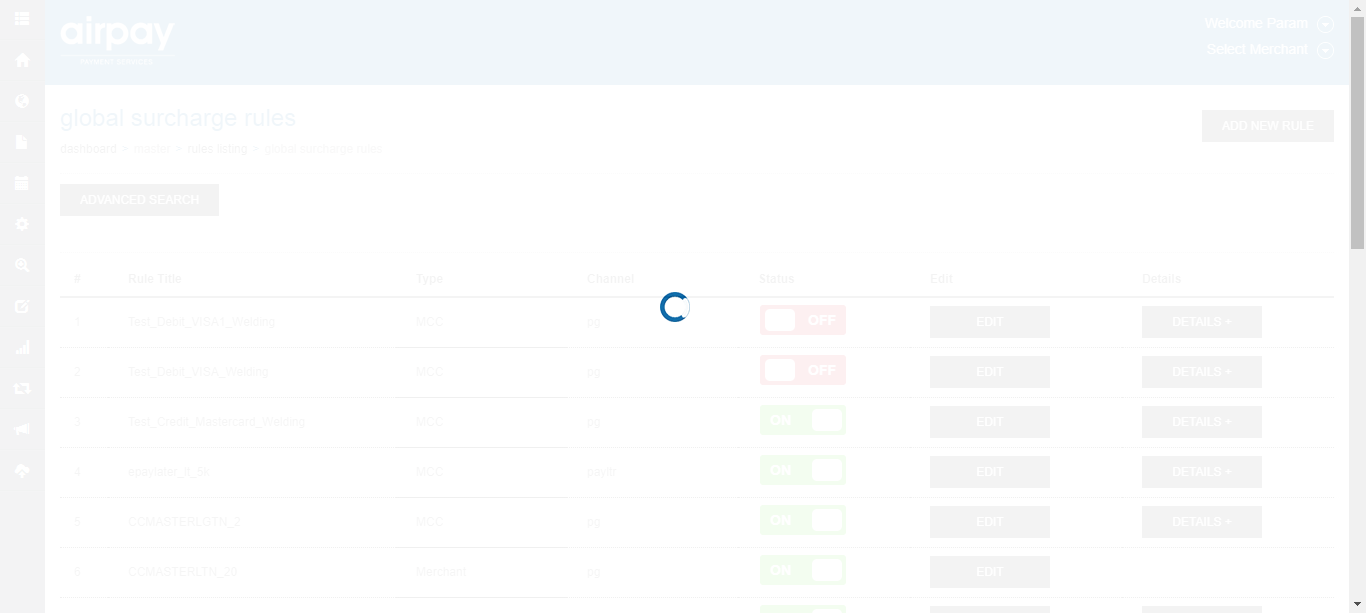 airpay
PAYMENT SERVICES
Welcome Param
Select Merchant
global surcharge rules
ADD NEW RULE
dashboard > master > rules listing > global surcharge rules
ADVANCED SEARCH
# Rule Title Type Channel Status Edit Details
1 Test_Debit_VISA1_Welding MCC pg OFF EDIT DETAILS +
2 Test_Debit_VISA_Welding MCC pg OFF EDIT DETAILS +
3 Test_Credit_Mastercard_Welding MCC pg ON EDIT DETAILS +
4 MCC ON EDIT DETAILS +
5 CCMASTERLGTN_2 MCC pg ON EDIT DETAILS +
6 CCMASTERLTN_20 Merchant pg ON EDIT